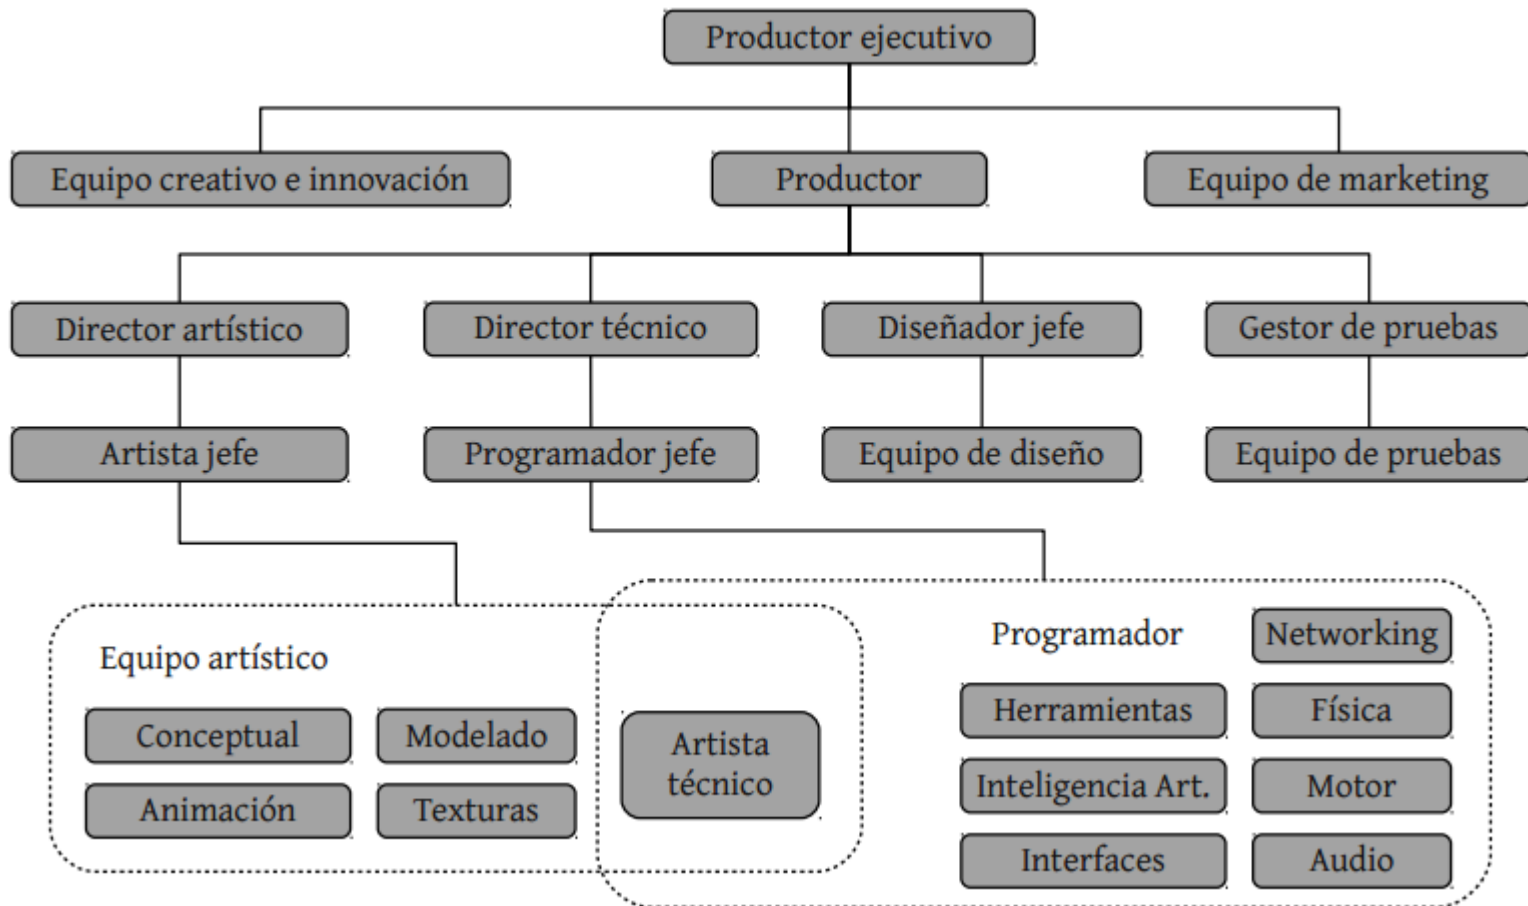 Productor ejecutivo
Equipo creativo e innovación
Productor
Equipo de marketing
Director artístico
Director técnico
Diseñador jefe
Gestor de pruebas
Artista jefe
Programador jefe
Equipo de diseño
Equipo de pruebas
Equipo artístico
Conceptual
Modelado
Animación
Texturas
Artista
técnico
Programador
Networking
Herramientas
Física
Inteligencia Art.
Motor
Interfaces
Audio